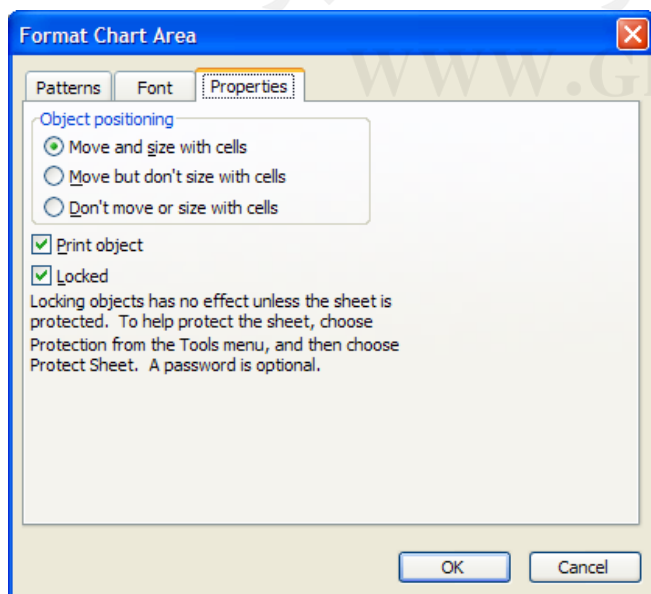 Format Chart Area
Patterns Font Properties
Object positioning
Move and size with cells
Move but don't size with cells
Don't move or size with cells
Print object
Locked
Locking objects has no effect unless the sheet is
protected. To help protect the sheet, choose
Protection from the Tools menu, and then choose
Protect Sheet. A password is optional.
OK Cancel